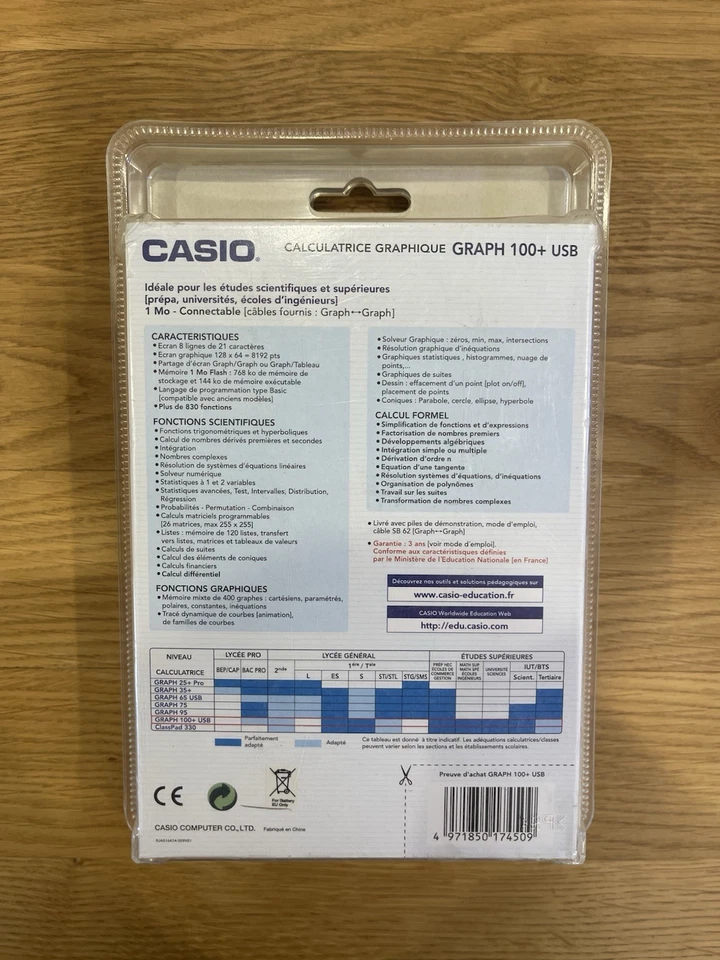 CASIO® CALCULATRICE GRAPHIQUE GRAPH 100+ USB
Idéale pour les études scientifiques et supérieures
[prépa, universités, écoles d'ingénieurs]
1 Mo - Connectable [câbles fournis : Graph↔Graph]
CARACTERISTIQUES
• Ecran 8 lignes de 21 caractères
• Ecran graphique 128 x 64 = 8192 pts
• Partage d'écran Graph/Graph ou Graph/Tableau
• Mémoire 1 Mo Flash : 768 ko de mémoire de
stockage et 144 ko de mémoire exécutable
• Langage de programmation type Basic
[compatible avec anciens modèles]
• Plus de 830 fonctions
FONCTIONS SCIENTIFIQUES
• Fonctions trigonométriques et hyperboliques
• Calcul de nombres dérivés premières et secondes
• Intégration
• Nombres complexes
• Résolution de systèmes d'équations linéaires
• Solveur numérique
• Statistiques à 1 et 2 variables
• Statistiques avancées, Test, Intervalles, Distribution,
Régression
• Probabilités - Permutation - Combinaison
• Calculs matriciels programmables
[26 matrices, max 255 x 255]
• Listes : mémoire de 120 listes, transfert
vers listes, matrices et tableaux de valeurs
• Calculs de suites
• Calcul des éléments de coniques
• Calculs financiers
• Calcul différentiel
FONCTIONS GRAPHIQUES
• Mémoire mixte de 400 graphes : cartésiens, paramétrés,
polaires, constantes, inéquations
• Tracé dynamique de courbes [animation],
de familles de courbes
• Solveur Graphique : zéros, min, max, intersections
• Résolution graphique d'inéquations
• Graphiques statistiques , histogrammes, nuage de
points,...
• Graphiques de suites
• Dessin : effacement d'un point [plot on/off],
placement de points
• Coniques : Parabole, cercle, ellipse, hyperbole
CALCUL FORMEL
• Simplification de fonctions et d'expressions
• Factorisation de nombres premiers
• Développements algébriques
• Intégration simple ou multiple
• Dérivation d'ordre n
• Equation d'une tangente
• Résolution systèmes d'équations, d'inéquations
• Organisation de polynômes
• Travail sur les suites
• Transformation de nombres complexes
• Livré avec piles de démonstration, mode d'emploi,
câble SB 62 [Graph↔Graph]
• Garantie : 3 ans [voir mode d'emploi].
Conforme aux caractéristisques définies
par le Ministère de l'Education Nationale [en France]
Découvrez nos outils et solutions pédagogiques sur
www.casio-education.fr
CASIO Worldwide Education Web
http://edu.casio.com
NIVEAU LYCÉE PRO LYCÉE GÉNÉRAL ÉTUDES SUPÉRIEURES
CALCULATRICE BEP/CAP BAC PRO 2nde 1ère / Tale L ES S STI/STL STG/SMS
PRÉP HEC ÉCOLES DE COMMERCE GESTION
MATH SUP MATH SPÉ ÉCOLES INGÉNIEURS
UNIVERSITÉ SCIENCES
IUT/BTS Scient. Tertiaire
GRAPH 25+ Pro
GRAPH 35+
GRAPH 65 USB
GRAPH 75
GRAPH 95
GRAPH 100+ USB
ClassPad 330
Parfaitement adapté
Adapté
Ce tableau est donné à titre indicatif. Les adéquations calculatrices/classes
peuvent varier selon les sections et les établissements scolaires.
CE
For Battery
EU Only
CASIO COMPUTER CO., LTD. Fabriqué en Chine
Preuve d'achat GRAPH 100+ USB
4 971850 174509